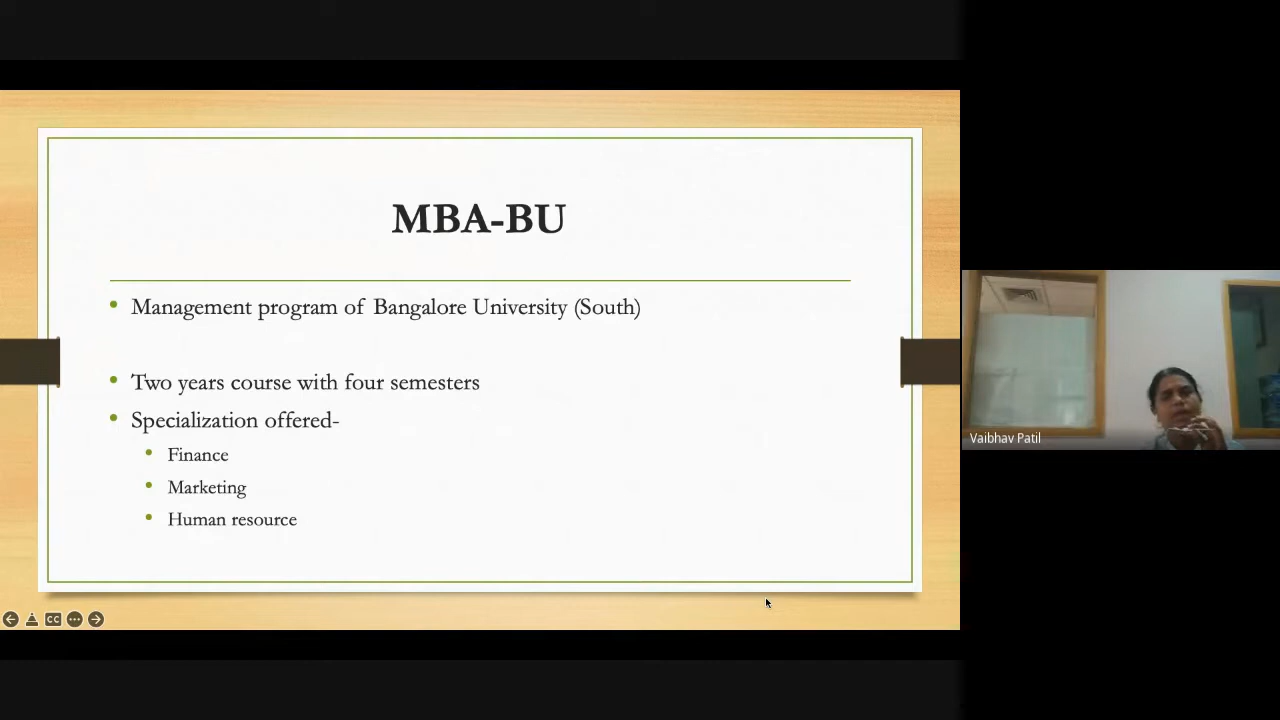 MBA-BU
Management program of Bangalore University (South)
Two years course with four semesters
Specialization offered-
Finance
Marketing
Human resource
CC
Vaibhav Patil